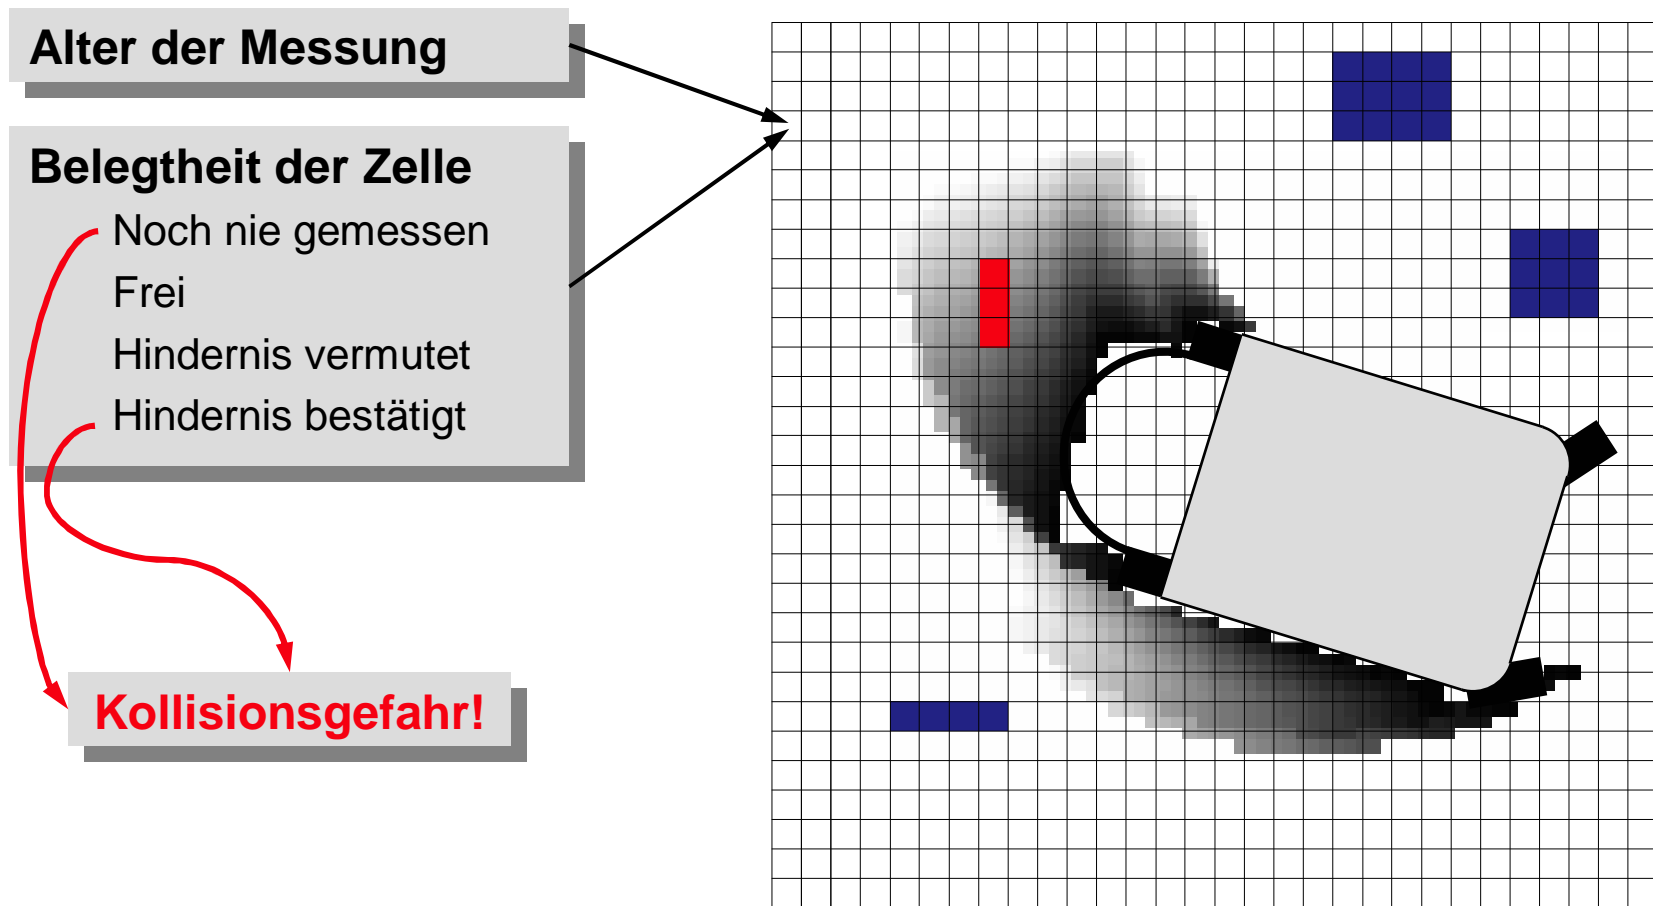 Alter der Messung
Belegtheit der Zelle
Noch nie gemessen
Frei
Hindernis vermutet
Hindernis bestätigt
Kollisionsgefahr!